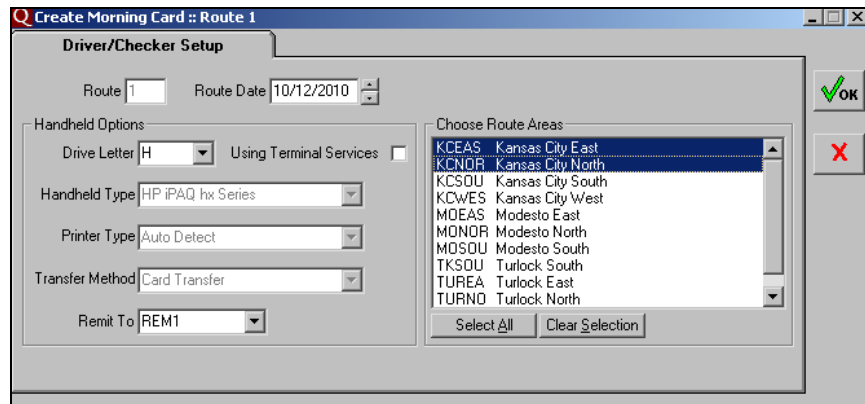 Q Create Morning Card :: Route 1
Driver/Checker Setup
Route 1 Route Date 10/12/2010
OK
Handheld Options
Drive Letter H Using Terminal Services
Handheld Type HP iPAQ hx Series
Printer Type Auto Detect
Transfer Method Card Transfer
Remit To REM1
Choose Route Areas
KCEAS Kansas City East
KCNOR Kansas City North
KCSOU Kansas City South
KCWES Kansas City West
MOEAS Modesto East
MONOR Modesto North
MOSOU Modesto South
TKSOU Turlock South
TUREA Turlock East
TURNO Turlock North
Select All Clear Selection
X